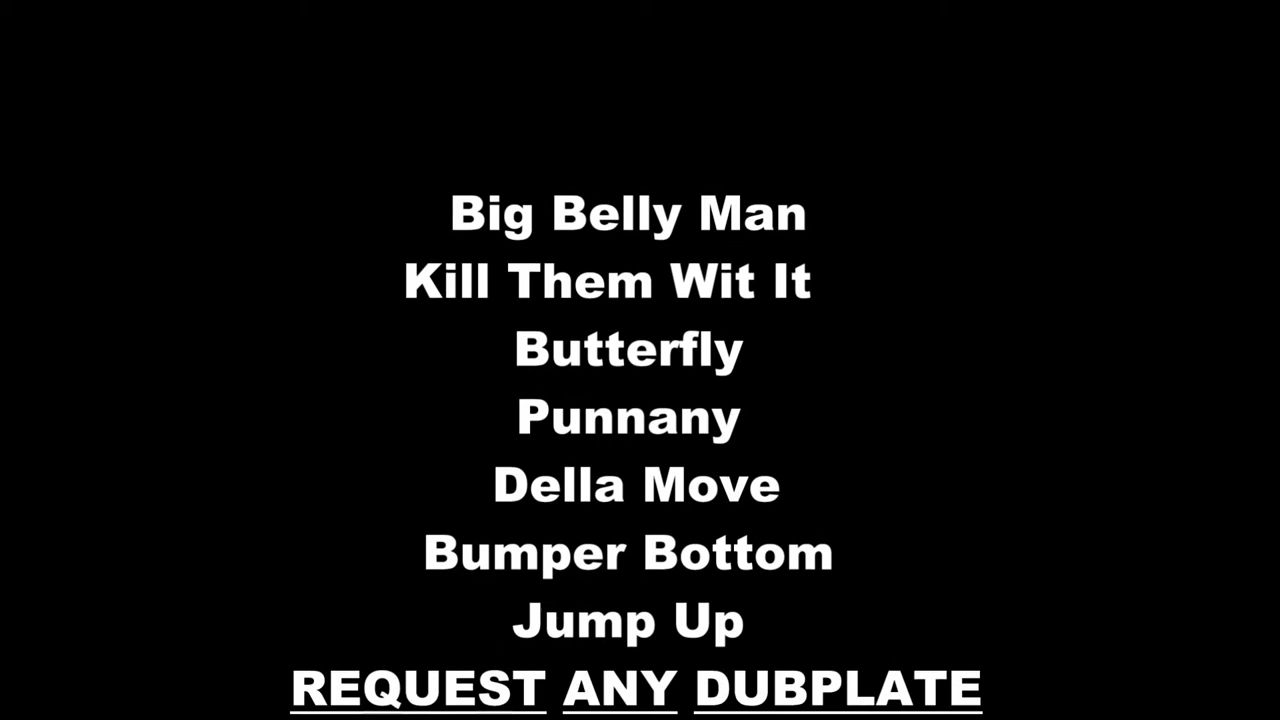 Big Belly Man
Kill Them Wit It
Butterfly
Punnany
Della Move
Bumper Bottom
Jump Up
REQUEST ANY DUBPLATE